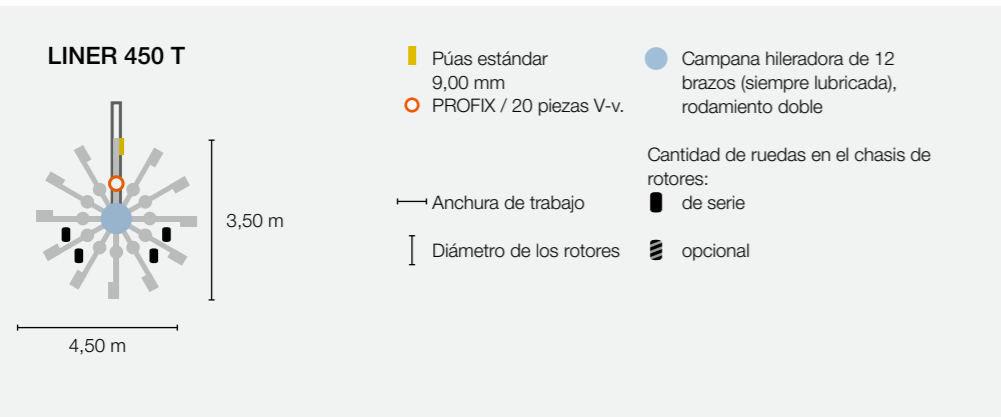 LINER 450 T
3,50 m
4,50 m
Púas estándar
9,00 mm
PROFIX / 20 piezas V-v.
Anchura de trabajo
Diámetro de los rotores
Campana hileradora de 12
brazos (siempre lubricada),
rodamiento doble
Cantidad de ruedas en el chasis de
rotores:
de serie
opcional